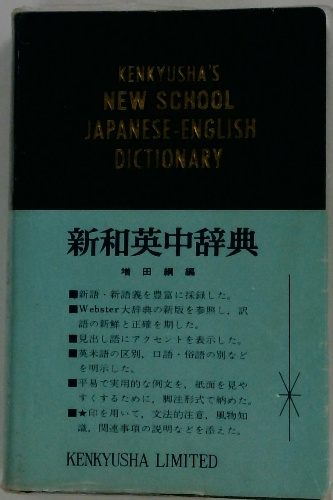 KENKYUSHA'S
NEW SCHOOL
JAPANESE-ENGLISH
DICTIONARY
新和英中辞典
増田綱編
■新語・新語義を豊富に採録した。
■Webster大辞典の新版を参照し，訳
語の新鮮と正確を期した。
■見出し語にアクセントを表示した。
■英米語の区別，口語・俗語の別など
を明示した。
■平易で実用的な例文を，紙面を見や
すくするために，脚注形式で納めた。
■★印を用いて，文法的注意，風物知
識，関連事項の説明などを添えた。
KENKYUSHA LIMITED